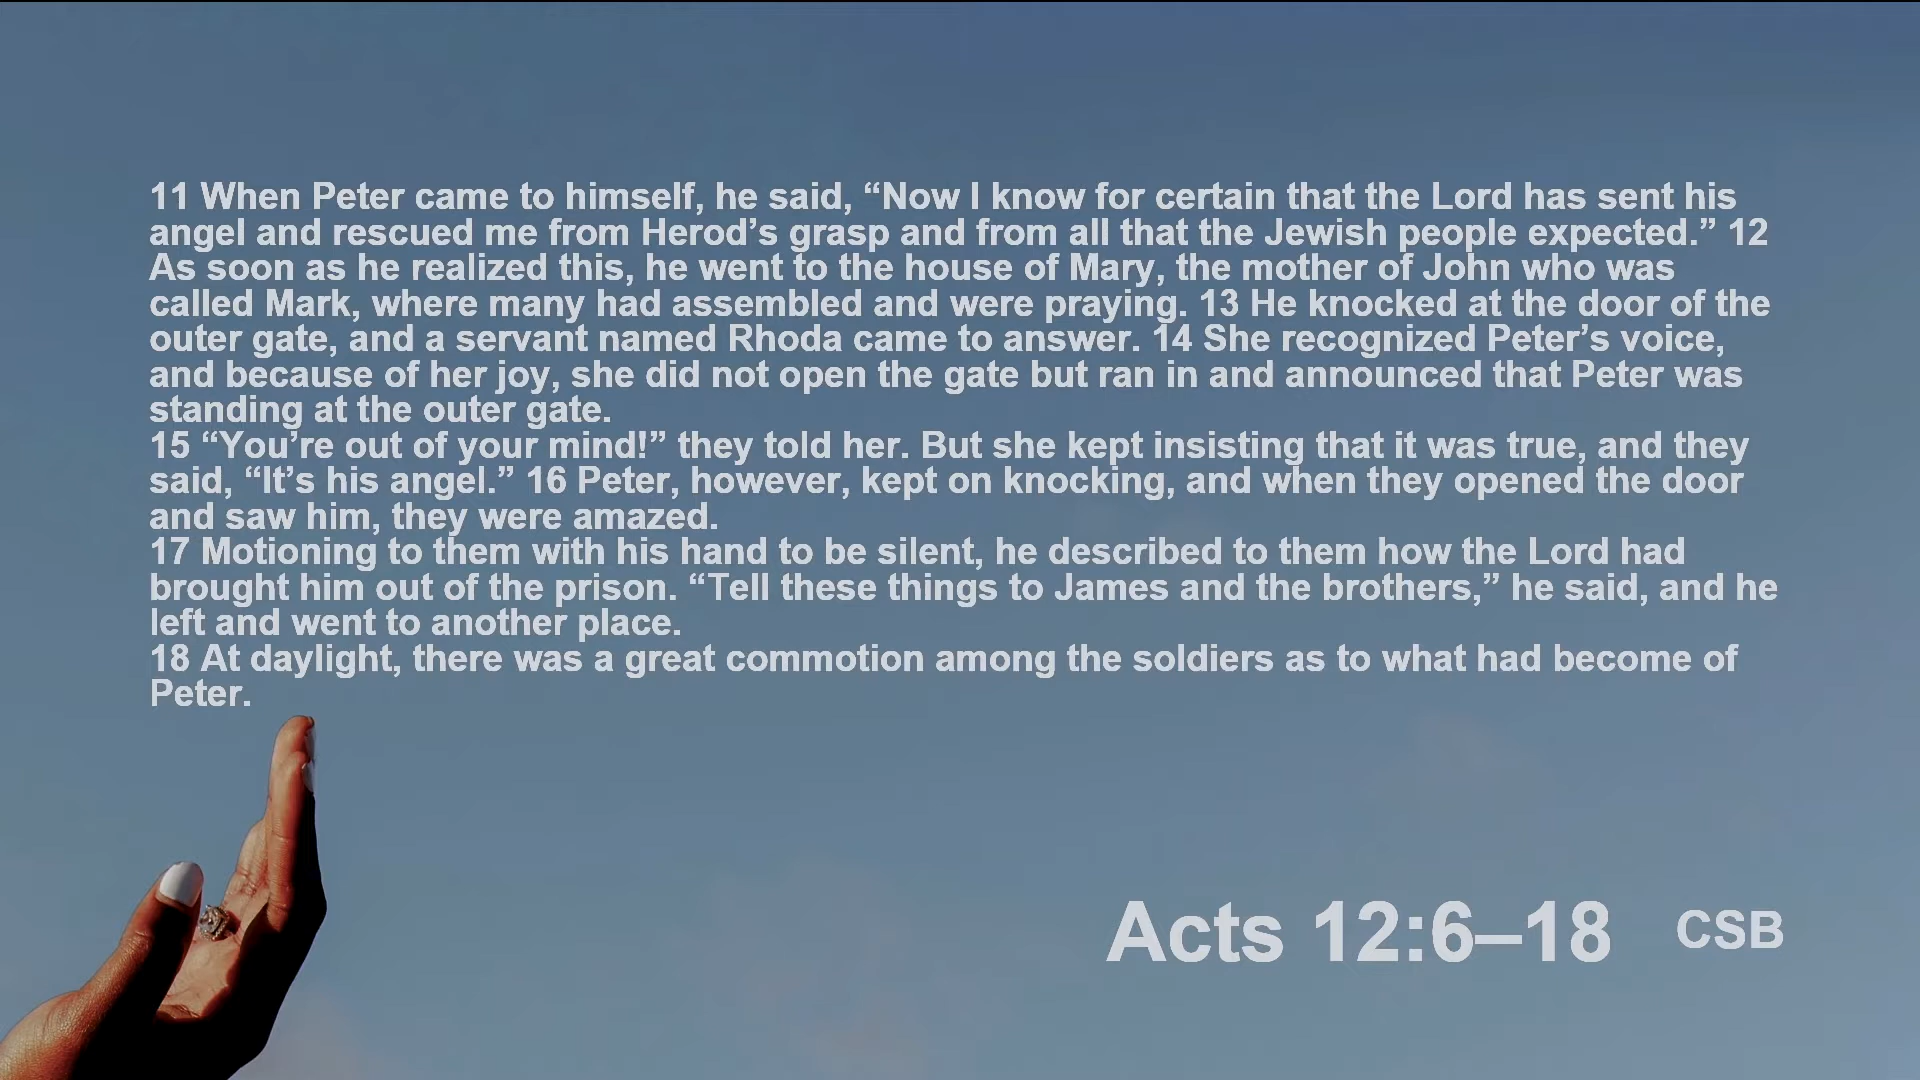 11 When Peter came to himself, he said, “Now I know for certain that the Lord has sent his
angel and rescued me from Herod’s grasp and from all that the Jewish people expected.” 12
As soon as he realized this, he went to the house of Mary, the mother of John who was
called Mark, where many had assembled and were praying. 13 He knocked at the door of the
outer gate, and a servant named Rhoda came to answer. 14 She recognized Peter’s voice,
and because of her joy, she did not open the gate but ran in and announced that Peter was
standing at the outer gate.
15 “You’re out of your mind!” they told her. But she kept insisting that it was true, and they
said, “It’s his angel.” 16 Peter, however, kept on knocking, and when they opened the door
and saw him, they were amazed.
17 Motioning to them with his hand to be silent, he described to them how the Lord had
brought him out of the prison. “Tell these things to James and the brothers,” he said, and he
left and went to another place.
18 At daylight, there was a great commotion among the soldiers as to what had become of
Peter.
Acts 12:6–18 CSB